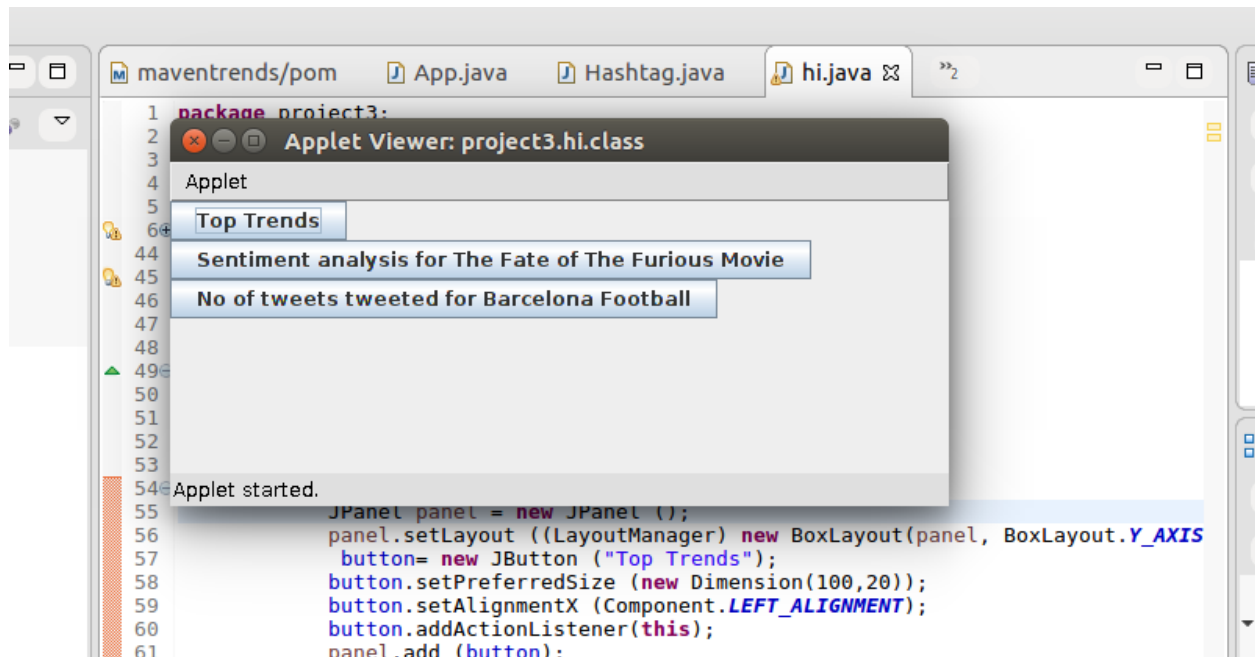 maventrends/pom App.java Hashtag.java hi.java »2
1 package project3;
2
3
4
5
6
44
45
46
47
48
49
50
51
52
53
54
Applet Viewer: project3.hi.class
Applet
Top Trends
Sentiment analysis for The Fate of The Furious Movie
No of tweets tweeted for Barcelona Football
Applet started.
55 JPanel panel = new JPanel ();
56 panel.setLayout ((LayoutManager) new BoxLayout(panel, BoxLayout.Y_AXIS
57 button= new JButton ("Top Trends");
58 button.setPreferredSize (new Dimension(100,20));
59 button.setAlignmentX (Component.LEFT_ALIGNMENT);
60 button.addActionListener(this);
61 panel.add (button);